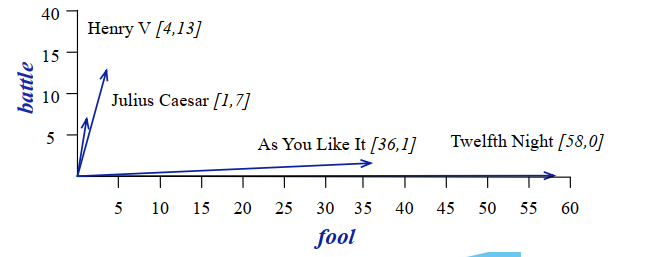 40
Henry V [4,13]
15
battle
10
Julius Caesar [1,7]
5
As You Like It [36,1]
Twelfth Night [58,0]
5 10 15 20 25 30 35 40 45 50 55 60
fool